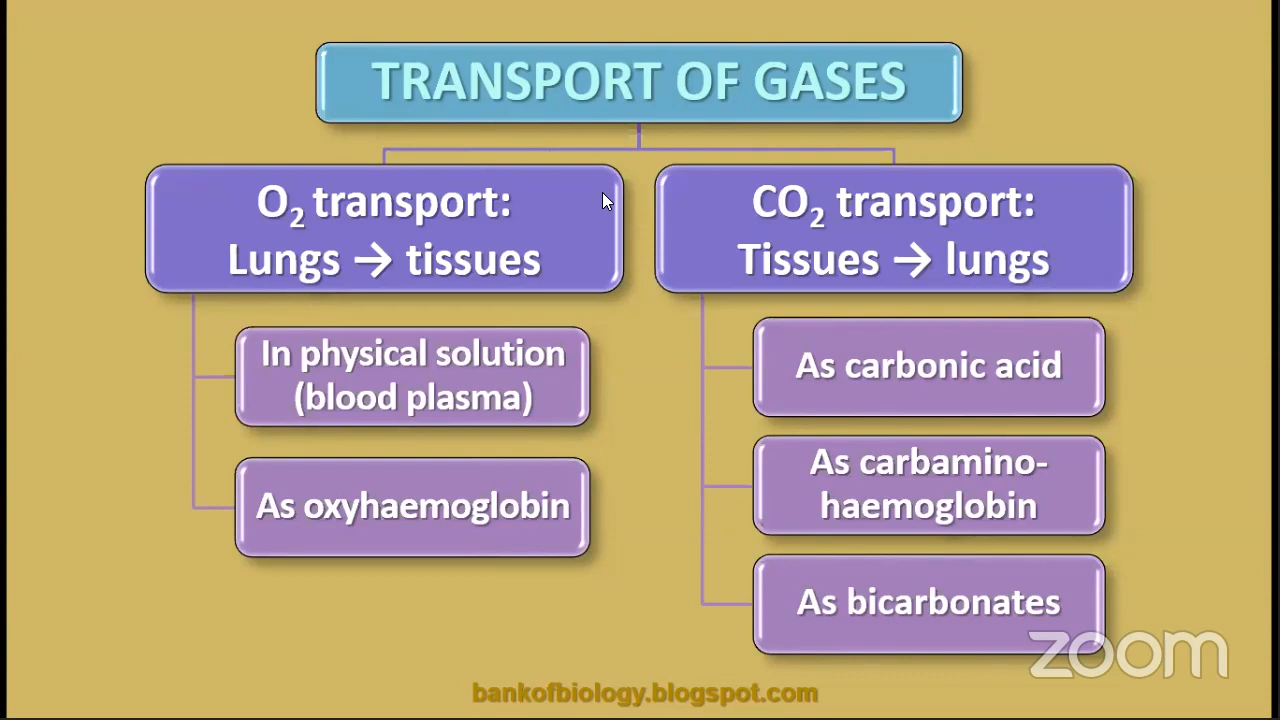 TRANSPORT OF GASES
O₂ transport:
Lungs → tissues
In physical solution
(blood plasma)
As oxyhaemoglobin
CO₂ transport:
Tissues → lungs
As carbonic acid
As carbamino-
haemoglobin
As bicarbonates
zoom
bankofbiology.blogspot.com